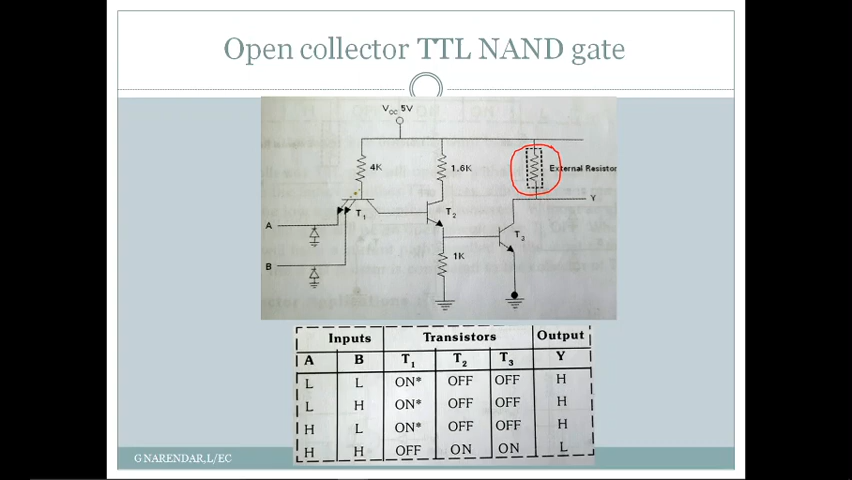 Open collector TTL NAND gate
VCC 5V
4K
1.6K
External Resistor
Y
T1
T2
A
T3
B
1K
Inputs Transistors Output
A B T1 T2 T3 Y
L L ON* OFF OFF H
L H ON* OFF OFF H
H L ON* OFF OFF H
H H OFF ON ON L
G NARENDAR,L/EC